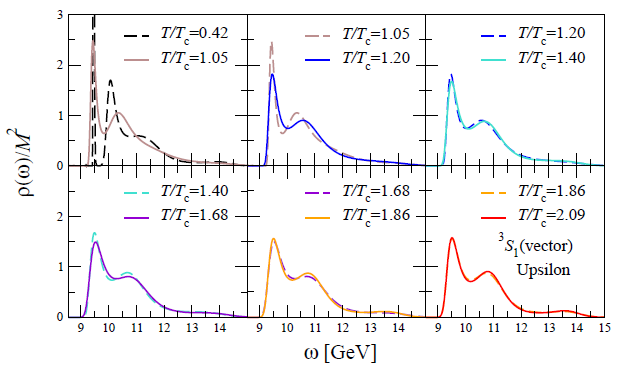 3 T/Tc=0.42 T/Tc=1.05 T/Tc=1.20
T/Tc=1.05 T/Tc=1.20 T/Tc=1.40
2
1
0
ρ(ω)/M²
T/Tc=1.40 T/Tc=1.68 T/Tc=1.86
T/Tc=1.68 T/Tc=1.86 T/Tc=2.09
2
³S₁(vector)
Upsilon
1
0
9 10 11 12 13 14 9 10 11 12 13 14 9 10 11 12 13 14 15
ω [GeV]